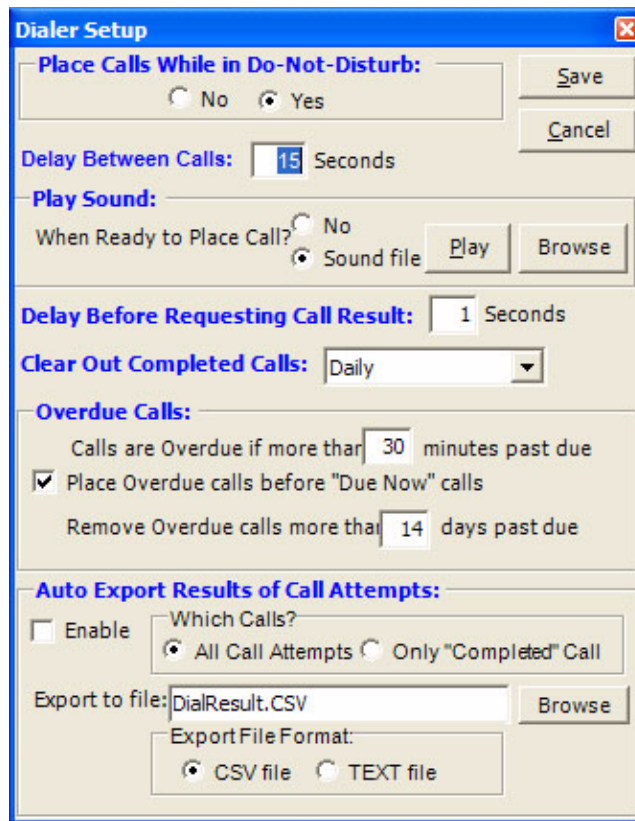 Dialer Setup
Place Calls While in Do-Not-Disturb:
No Yes
Save
Cancel
Delay Between Calls: 15 Seconds
Play Sound:
When Ready to Place Call?
No
Sound file
Play
Browse
Delay Before Requesting Call Result: 1 Seconds
Clear Out Completed Calls: Daily
Overdue Calls:
Calls are Overdue if more than 30 minutes past due
Place Overdue calls before "Due Now" calls
Remove Overdue calls more than 14 days past due
Auto Export Results of Call Attempts:
Enable
Which Calls?
All Call Attempts Only "Completed" Call
Export to file: DialResult.CSV Browse
Export File Format:
CSV file TEXT file